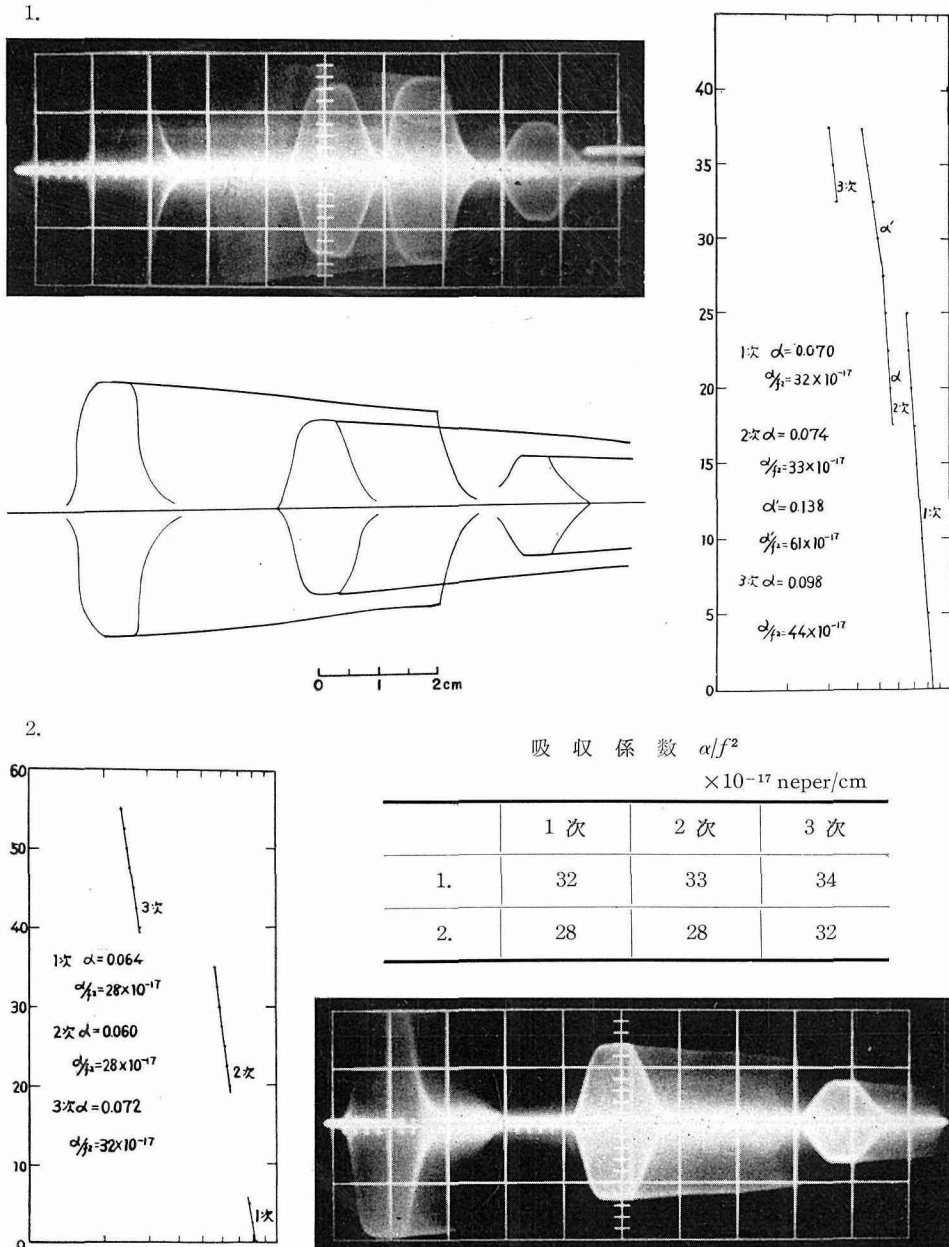 1.
40
35
30
25
20
15
10
5
0
3次
α′
α
2次
1次
1次 α=0.070
α/f²=32×10⁻¹⁷
2次 α=0.074
α/f²=33×10⁻¹⁷
α′=0.138
α′/f²=61×10⁻¹⁷
3次 α=0.098
α/f²=44×10⁻¹⁷
0 1 2cm
2.
60
50
40
30
20
10
0
3次
1次 α=0.064
α/f²=28×10⁻¹⁷
2次 α=0.060
α/f²=28×10⁻¹⁷
2次
3次 α=0.072
α/f²=32×10⁻¹⁷
1次
吸収係数 α/f²
×10⁻¹⁷ neper/cm
1次 2次 3次
1. 32 33 34
2. 28 28 32